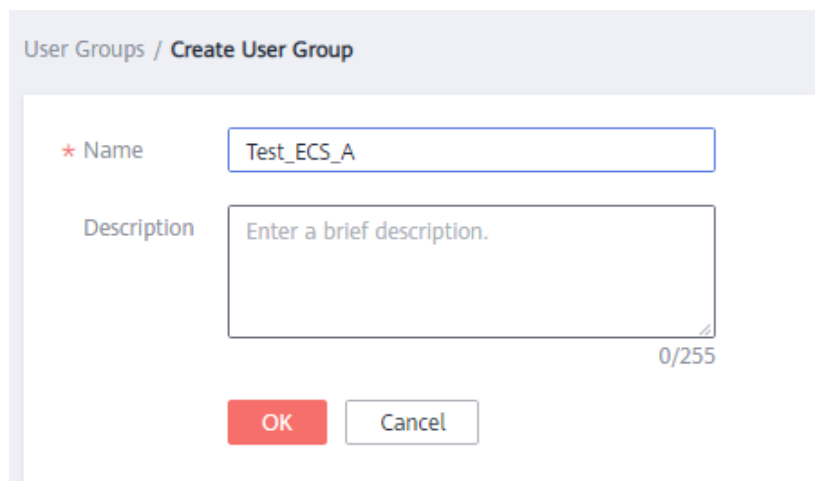 User Groups / Create User Group
* Name Test_ECS_A
Description Enter a brief description.
0/255
OK Cancel